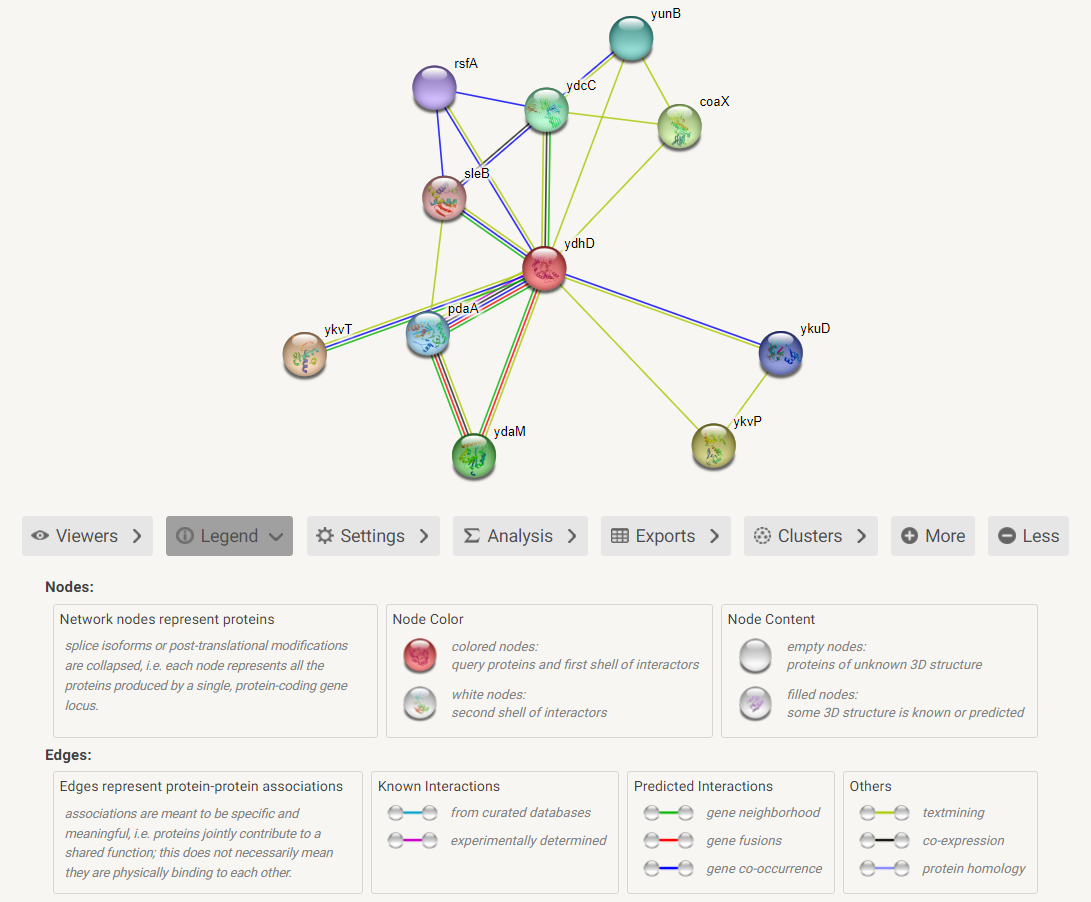 yunB
rsfA
ydcC
coaX
sleB
ydhD
pdaA
ykvT
ykuD
ykvP
ydaM
Viewers
Legend
Settings
Analysis
Exports
Clusters
More
Less
Nodes:
Network nodes represent proteins
splice isoforms or post-translational modifications
are collapsed, i.e. each node represents all the
proteins produced by a single, protein-coding gene
locus.
Node Color
colored nodes:
query proteins and first shell of interactors
white nodes:
second shell of interactors
Node Content
empty nodes:
proteins of unknown 3D structure
filled nodes:
some 3D structure is known or predicted
Edges:
Edges represent protein-protein associations
associations are meant to be specific and
meaningful, i.e. proteins jointly contribute to a
shared function; this does not necessarily mean
they are physically binding to each other.
Known Interactions
from curated databases
experimentally determined
Predicted Interactions
gene neighborhood
gene fusions
gene co-occurrence
Others
textmining
co-expression
protein homology